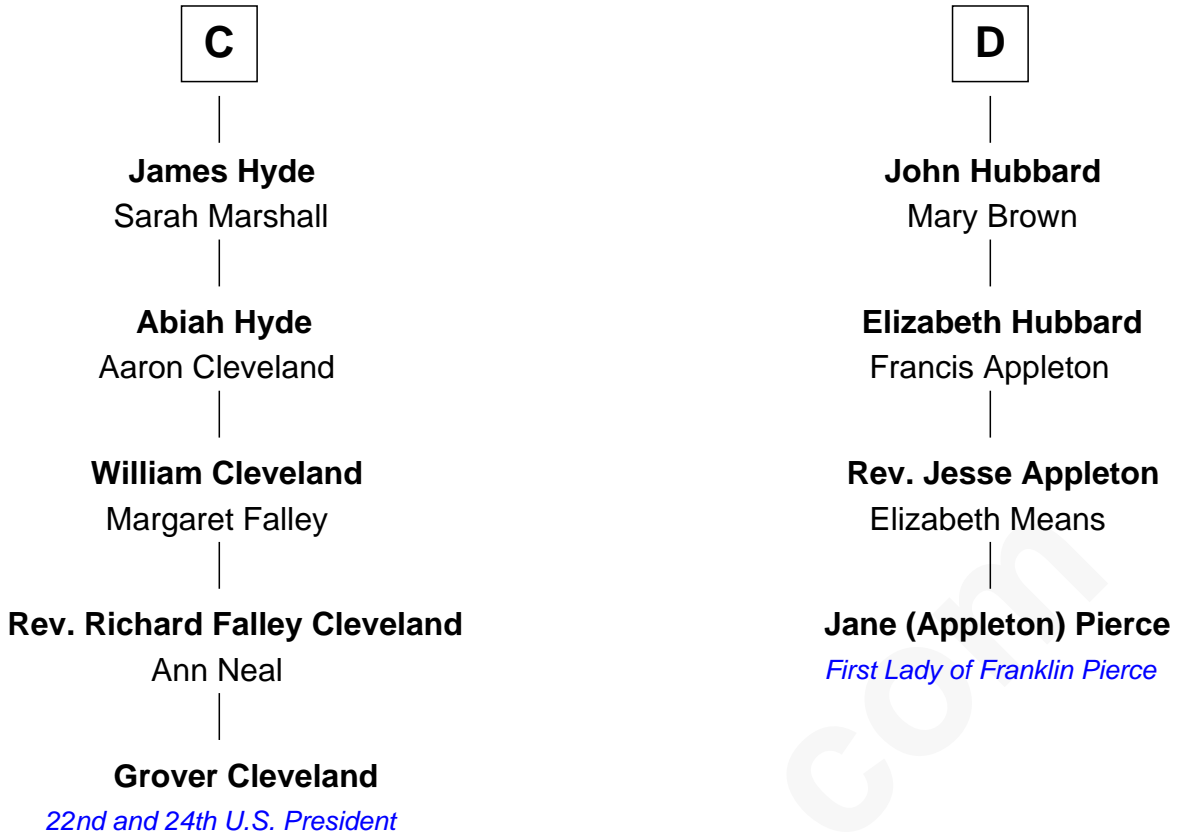 C
James Hyde
Sarah Marshall
Abiah Hyde
Aaron Cleveland
William Cleveland
Margaret Falley
Rev. Richard Falley Cleveland
Ann Neal
Grover Cleveland
22nd and 24th U.S. President
D
John Hubbard
Mary Brown
Elizabeth Hubbard
Francis Appleton
Rev. Jesse Appleton
Elizabeth Means
Jane (Appleton) Pierce
First Lady of Franklin Pierce
com